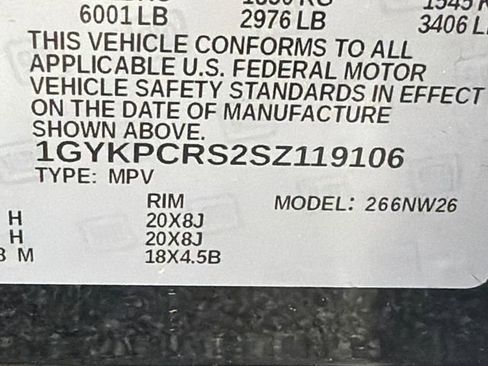 6001 LB 2976 LB 3406 L
THIS VEHICLE CONFORMS TO ALL
APPLICABLE U.S. FEDERAL MOTOR
VEHICLE SAFETY STANDARDS IN EFFECT
ON THE DATE OF MANUFACTURE
SHOWN ABOVE.
1GYKPCRS2SZ119106
TYPE: MPV
RIM MODEL: 266NW26
H 20X8J
H 20X8J
M 18X4.5B